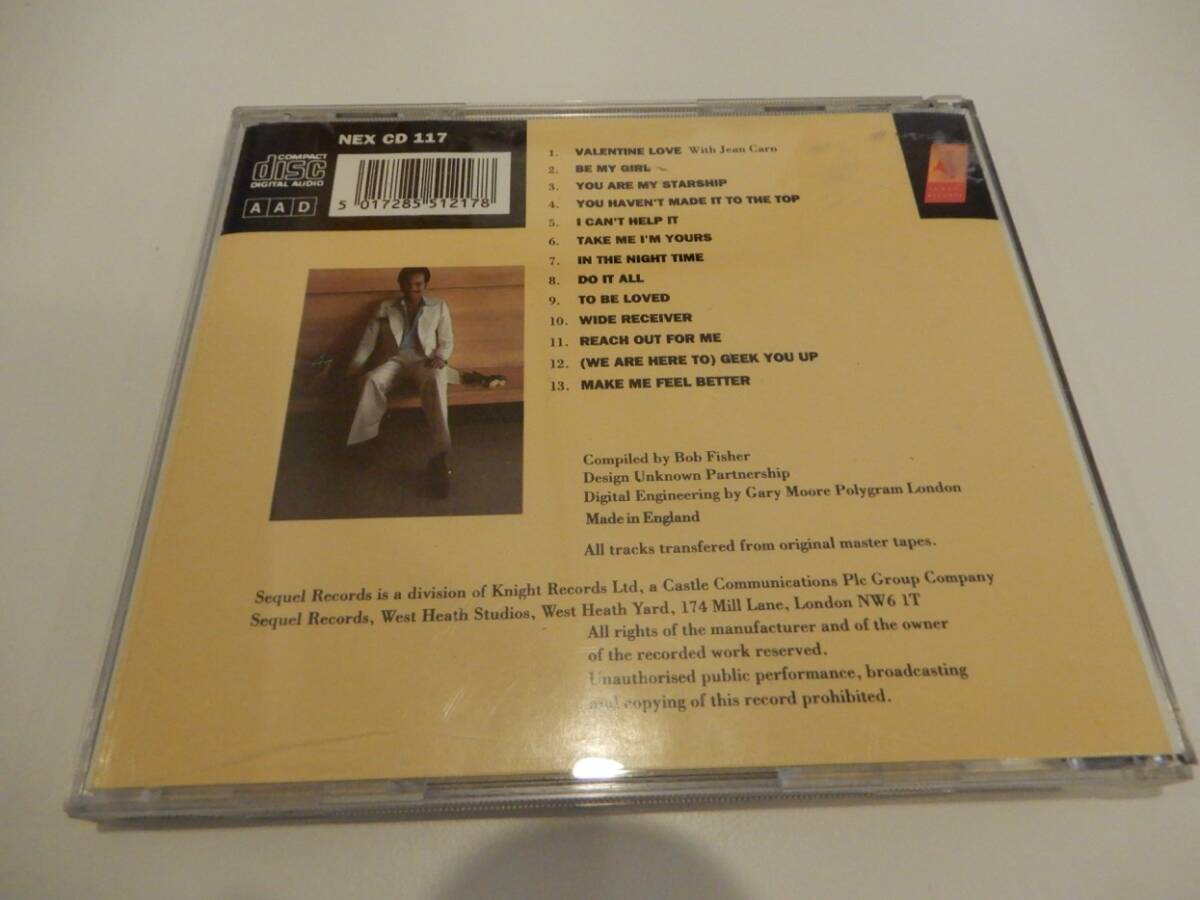 NEX CD 117
COMPACT
disc
DIGITAL AUDIO
A A D
5 017285 512178
1. VALENTINE LOVE With Jean Carn
2. BE MY GIRL
3. YOU ARE MY STARSHIP
4. YOU HAVEN'T MADE IT TO THE TOP
5. I CAN'T HELP IT
6. TAKE ME I'M YOURS
7. IN THE NIGHT TIME
8. DO IT ALL
9. TO BE LOVED
10. WIDE RECEIVER
11. REACH OUT FOR ME
12. (WE ARE HERE TO) GEEK YOU UP
13. MAKE ME FEEL BETTER
Compiled by Bob Fisher
Design Unknown Partnership
Digital Engineering by Gary Moore Polygram London
Made in England
All tracks transfered from original master tapes.
Sequel Records is a division of Knight Records Ltd, a Castle Communications Plc Group Company
Sequel Records, West Heath Studios, West Heath Yard, 174 Mill Lane, London NW6 1T
All rights of the manufacturer and of the owner
of the recorded work reserved.
Unauthorised public performance, broadcasting
and copying of this record prohibited.